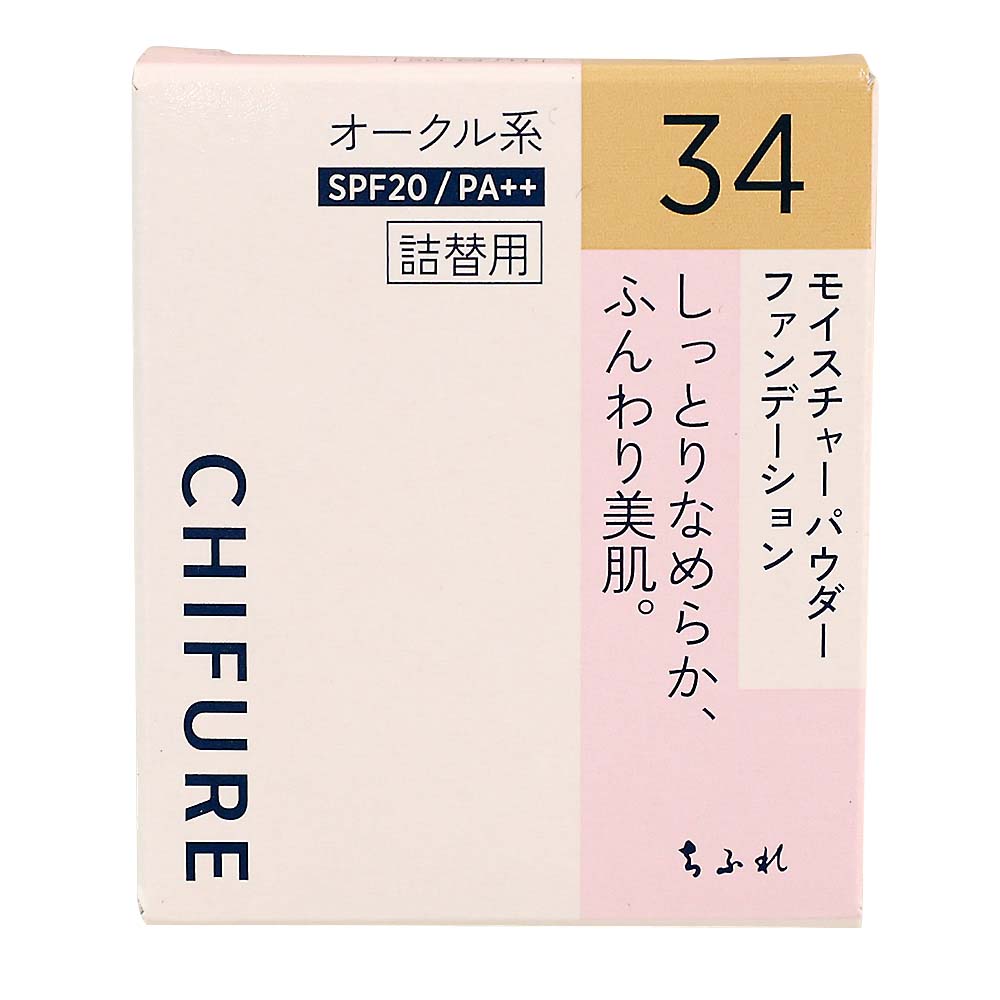 オークル系
SPF20/PA++
詰替用
34
モイスチャー パウダー
ファンデーション
しっとりなめらか、
ふんわり美肌。
CHIFURE
ちふれ